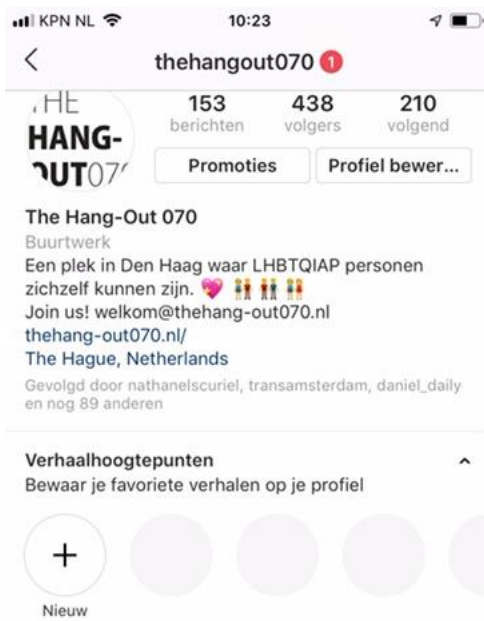 KPN NL 10:23
thehangout070 1
THE
HANG-
OUT070
153 438 210
berichten volgers volgend
Promoties Profiel bewer...
The Hang-Out 070
Buurtwerk
Een plek in Den Haag waar LHBTQIAP personen
zichzelf kunnen zijn. 💖 👫 👬 👭
Join us! welkom@thehang-out070.nl
thehang-out070.nl/
The Hague, Netherlands
Gevolgd door nathanelscuriel, transamsterdam, daniel_daily
en nog 89 anderen
Verhaalhoogtepunten
Bewaar je favoriete verhalen op je profiel
Nieuw